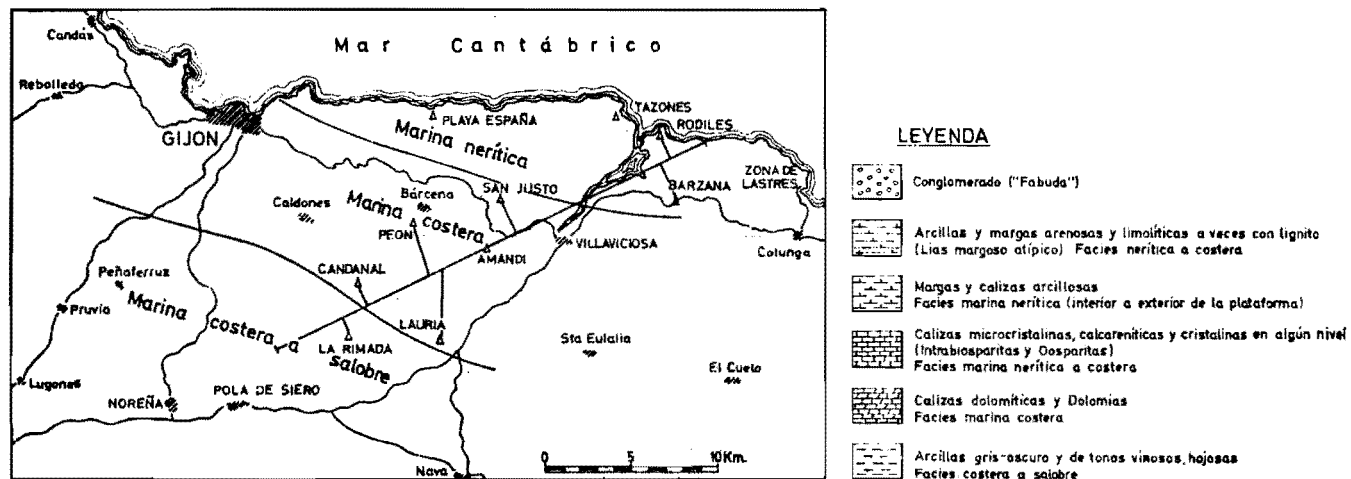 Mar Cantábrico
Candás
Rebolledo
GIJON
PLAYA ESPAÑA
TAZONES
RODILES
Marina nerítica
ZONA DE
LASTRES
BARZANA
SAN JUSTO
Bárcena
Caldones
Marina costera
PEON
VILLAVICIOSA
AMANDI
Colunga
CANDANAL
Peñaferruz
Pruvia
Marina costera a
salobre
LAURIA
LA RIMADA
Sta Eulalia
El Cueto
Lugones
NOREÑA
POLA DE SIERO
Nava
0 5 10 Km.
LEYENDA
Conglomerado ("Fabuda")
Arcillas y margas arenosas y limolíticas a veces con lignito
(Lias margoso atípico) Facies nerítica a costera
Margas y calizas arcillosas
Facies marina nerítica (interior a exterior de la plataforma)
Calizas microcristalinas, calcareníticas y cristalinas en algún nivel
(Intrabiosparitas y Oosparitas)
Facies marina nerítica a costera
Calizas dolomíticas y Dolomias
Facies marina costera
Arcillas gris-oscuro y de tonos vinosos, hojosas
Facies costera a salobre